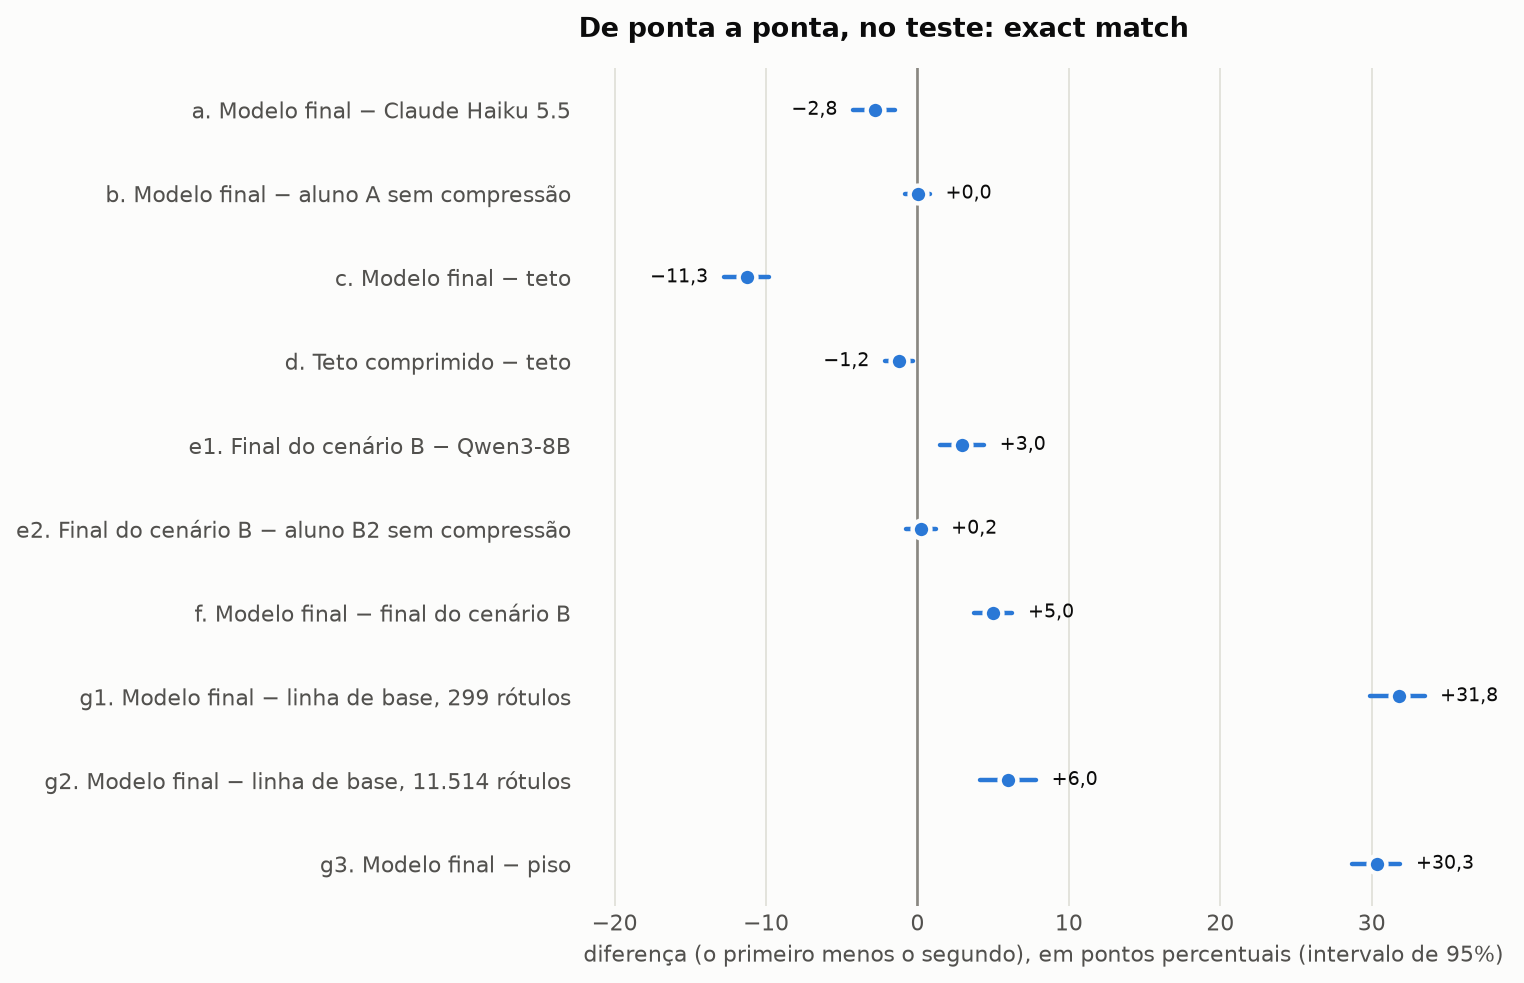 De ponta a ponta, no teste: exact match
a. Modelo final − Claude Haiku 5.5
−2,8
b. Modelo final − aluno A sem compressão
+0,0
c. Modelo final − teto
−11,3
d. Teto comprimido − teto
−1,2
e1. Final do cenário B − Qwen3-8B
+3,0
e2. Final do cenário B − aluno B2 sem compressão
+0,2
f. Modelo final − final do cenário B
+5,0
g1. Modelo final − linha de base, 299 rótulos
+31,8
g2. Modelo final − linha de base, 11.514 rótulos
+6,0
g3. Modelo final − piso
+30,3
−20 −10 0 10 20 30
diferença (o primeiro menos o segundo), em pontos percentuais (intervalo de 95%)